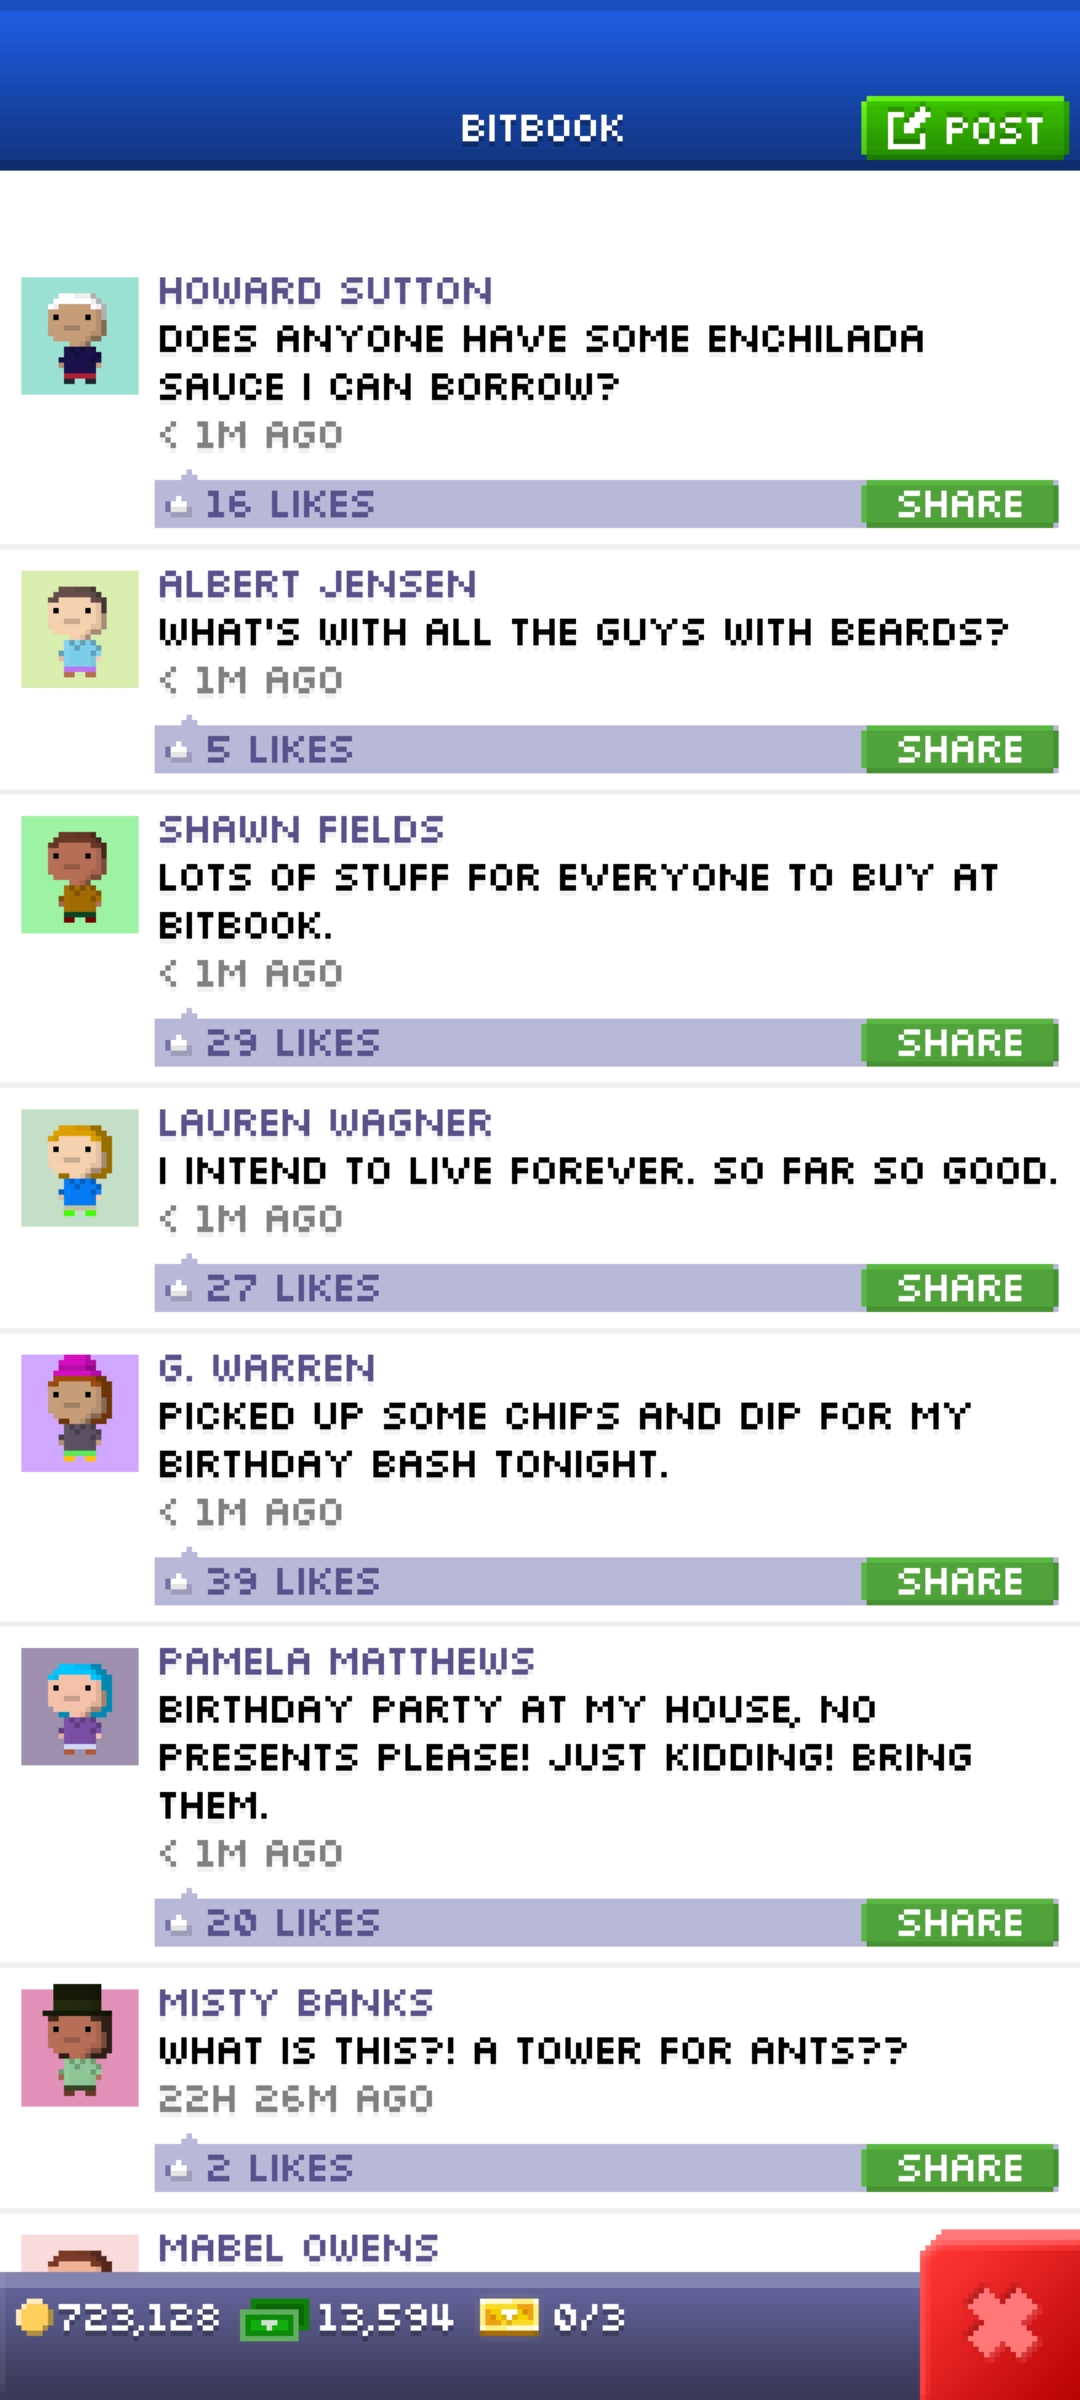 BITBOOK
POST
HOWARD SUTTON
DOES ANYONE HAVE SOME ENCHILADA
SAUCE I CAN BORROW?
< 1M AGO
16 LIKES
SHARE
ALBERT JENSEN
WHAT'S WITH ALL THE GUYS WITH BEARDS?
< 1M AGO
5 LIKES
SHARE
SHAWN FIELDS
LOTS OF STUFF FOR EVERYONE TO BUY AT
BITBOOK.
< 1M AGO
29 LIKES
SHARE
LAUREN WAGNER
I INTEND TO LIVE FOREVER. SO FAR SO GOOD.
< 1M AGO
27 LIKES
SHARE
G. WARREN
PICKED UP SOME CHIPS AND DIP FOR MY
BIRTHDAY BASH TONIGHT.
< 1M AGO
39 LIKES
SHARE
PAMELA MATTHEWS
BIRTHDAY PARTY AT MY HOUSE, NO
PRESENTS PLEASE! JUST KIDDING! BRING
THEM.
< 1M AGO
20 LIKES
SHARE
MISTY BANKS
WHAT IS THIS?! A TOWER FOR ANTS??
22H 26M AGO
2 LIKES
SHARE
MABEL OWENS
723,128 13,594 0/3